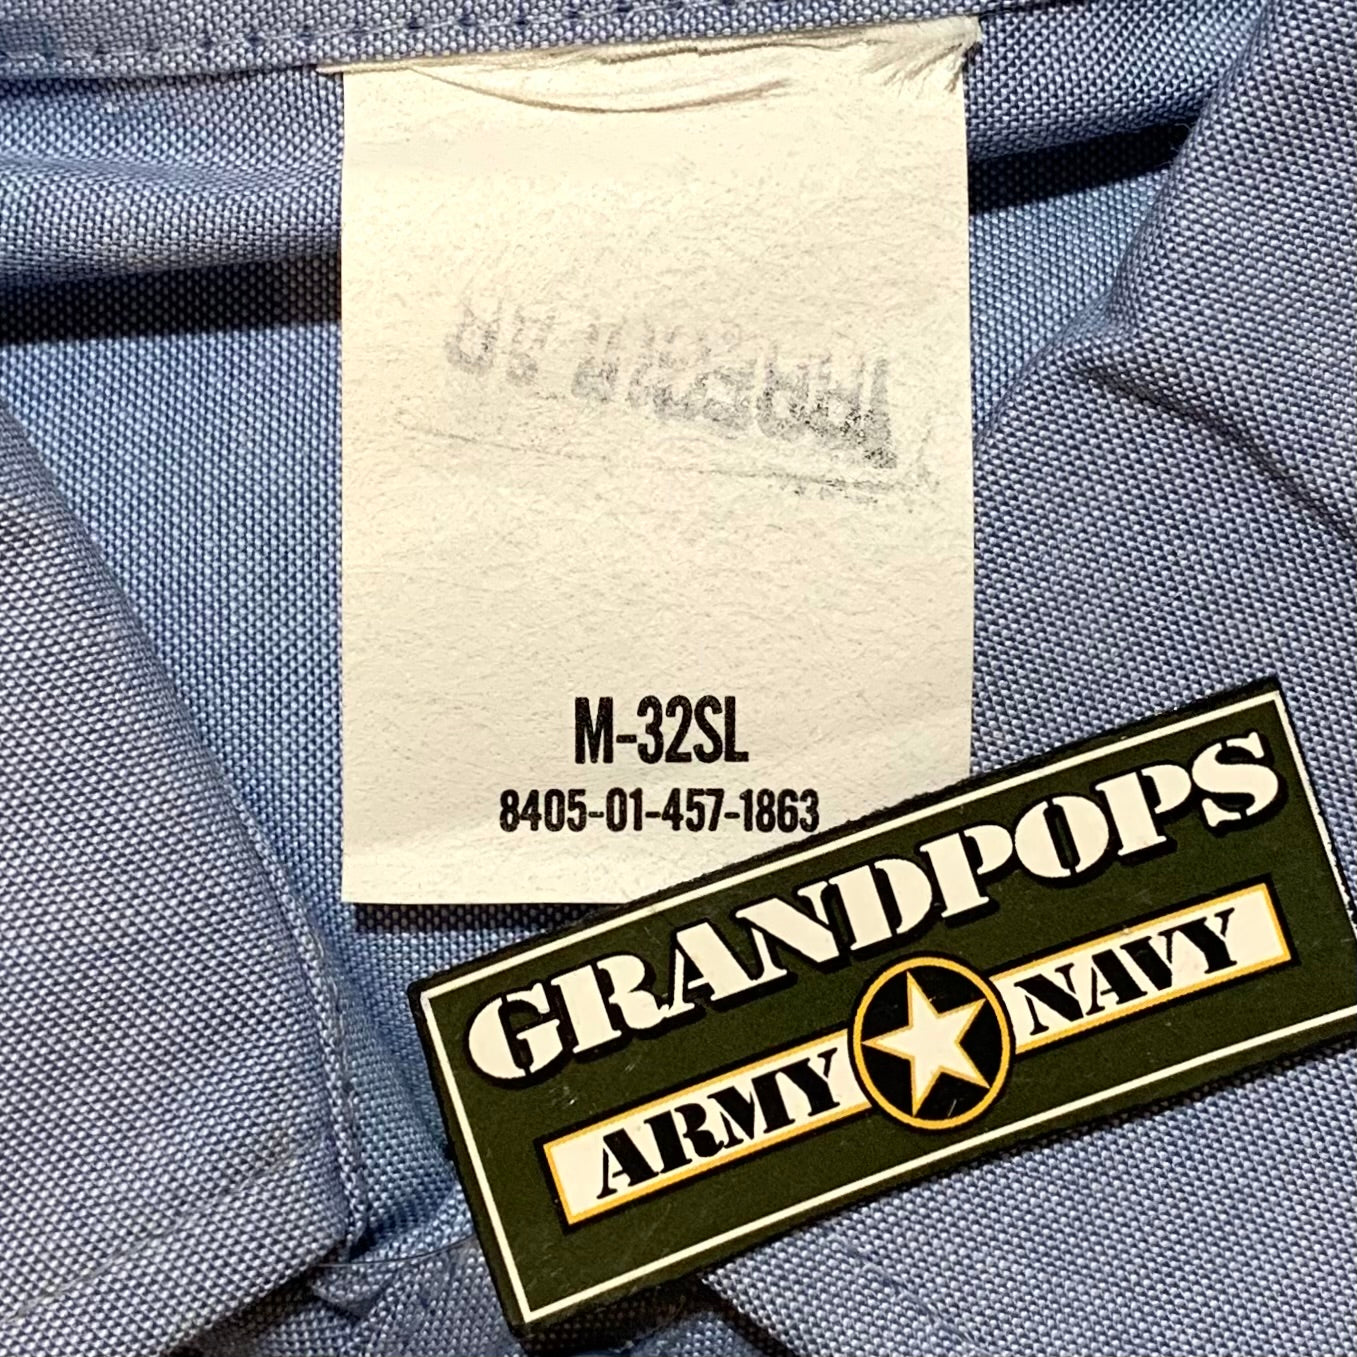 M-32SL
8405-01-457-1863
GRANDPOPS
ARMY NAVY